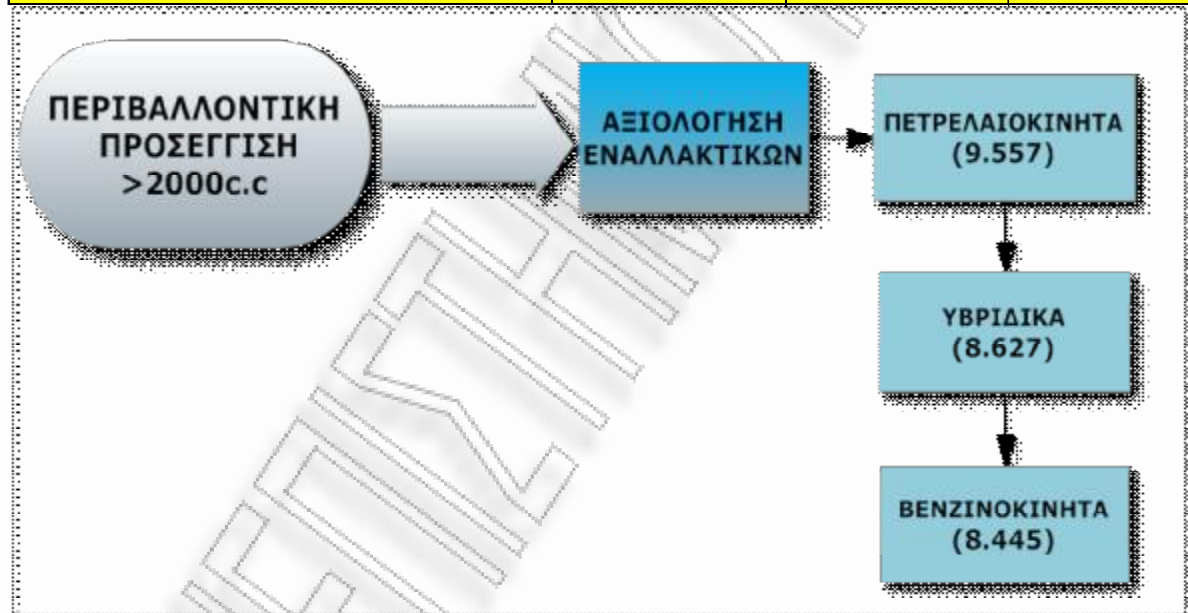 ΠΕΡΙΒΑΛΛΟΝΤΙΚΗ
ΠΡΟΣΕΓΓΙΣΗ
>2000c.c
ΑΞΙΟΛΟΓΗΣΗ
ΕΝΑΛΛΑΚΤΙΚΩΝ
ΠΕΤΡΕΛΑΙΟΚΙΝΗΤΑ
(9.557)
ΥΒΡΙΔΙΚΑ
(8.627)
ΒΕΝΖΙΝΟΚΙΝΗΤΑ
(8.445)